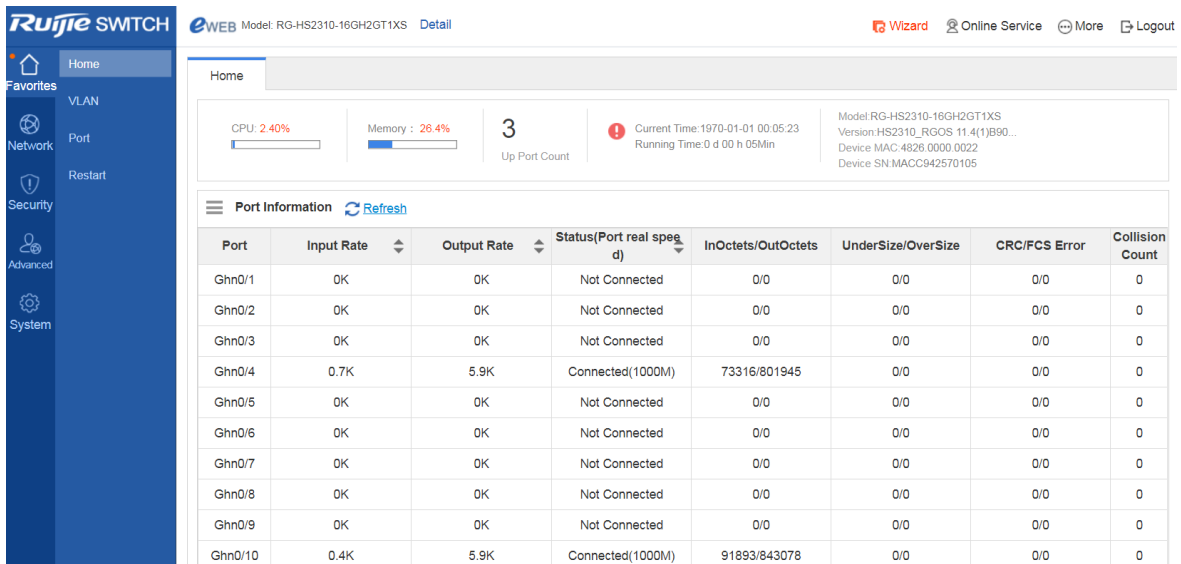 Ruijie SWITCH
eWEB Model: RG-HS2310-16GH2GT1XS Detail
Wizard Online Service More Logout
Favorites
Network
Security
Advanced
System
Home
VLAN
Port
Restart
Home
CPU: 2.40%
Memory : 26.4%
3
Up Port Count
Current Time:1970-01-01 00:05:23
Running Time:0 d 00 h 05Min
Model:RG-HS2310-16GH2GT1XS
Version:HS2310_RGOS 11.4(1)B90...
Device MAC:4826.0000.0022
Device SN:MACC942570105
Port Information Refresh
Port Input Rate Output Rate Status(Port real spee
d) InOctets/OutOctets UnderSize/OverSize CRC/FCS Error Collision
Count
Ghn0/1 0K 0K Not Connected 0/0 0/0 0/0 0
Ghn0/2 0K 0K Not Connected 0/0 0/0 0/0 0
Ghn0/3 0K 0K Not Connected 0/0 0/0 0/0 0
Ghn0/4 0.7K 5.9K Connected(1000M) 73316/801945 0/0 0/0 0
Ghn0/5 0K 0K Not Connected 0/0 0/0 0/0 0
Ghn0/6 0K 0K Not Connected 0/0 0/0 0/0 0
Ghn0/7 0K 0K Not Connected 0/0 0/0 0/0 0
Ghn0/8 0K 0K Not Connected 0/0 0/0 0/0 0
Ghn0/9 0K 0K Not Connected 0/0 0/0 0/0 0
Ghn0/10 0.4K 5.9K Connected(1000M) 91893/843078 0/0 0/0 0